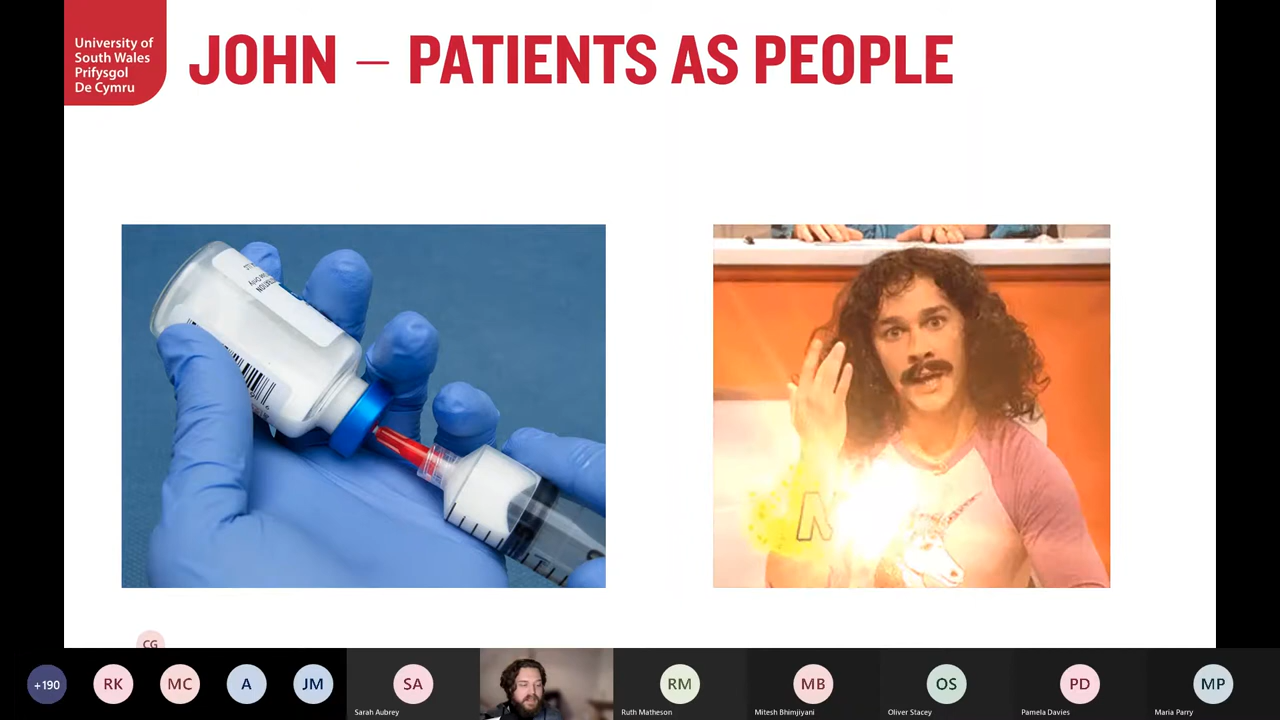 University of
South Wales
Prifysgol
De Cymru
JOHN – PATIENTS AS PEOPLE
N
CG
+190
RK
MC
A
JM
SA
RM
MB
OS
PD
MP
Sarah Aubrey
Ruth Matheson
Mitesh Bhimjiyani
Oliver Stacey
Pamela Davies
Maria Parry